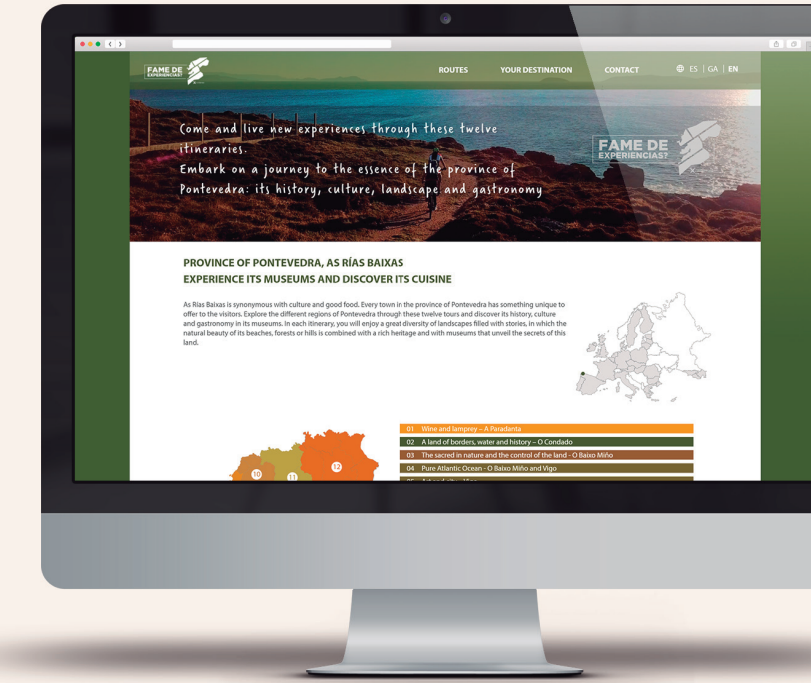 FAME DE
EXPERIENCIAS?
ROUTES
YOUR DESTINATION
CONTACT
ES | GA | EN
Come and live new experiences through these twelve
itineraries.
Embark on a journey to the essence of the province of
Pontevedra: its history, culture, landscape and gastronomy
FAME DE
EXPERIENCIAS?
PROVINCE OF PONTEVEDRA, AS RÍAS BAIXAS
EXPERIENCE ITS MUSEUMS AND DISCOVER ITS CUISINE
As Rías Baixas is synonymous with culture and good food. Every town in the province of Pontevedra has something unique to
offer to the visitors. Explore the different regions of Pontevedra through these twelve tours and discover its history, culture
and gastronomy in its museums. In each itinerary, you will enjoy a great diversity of landscapes filled with stories, in which the
natural beauty of its beaches, forests or hills is combined with a rich heritage and with museums that unveil the secrets of this
land.
01 Wine and lamprey – A Paradanta
02 A land of borders, water and history – O Condado
03 The sacred in nature and the control of the land - O Baixo Miño
04 Pure Atlantic Ocean - O Baixo Miño and Vigo
10
11
12